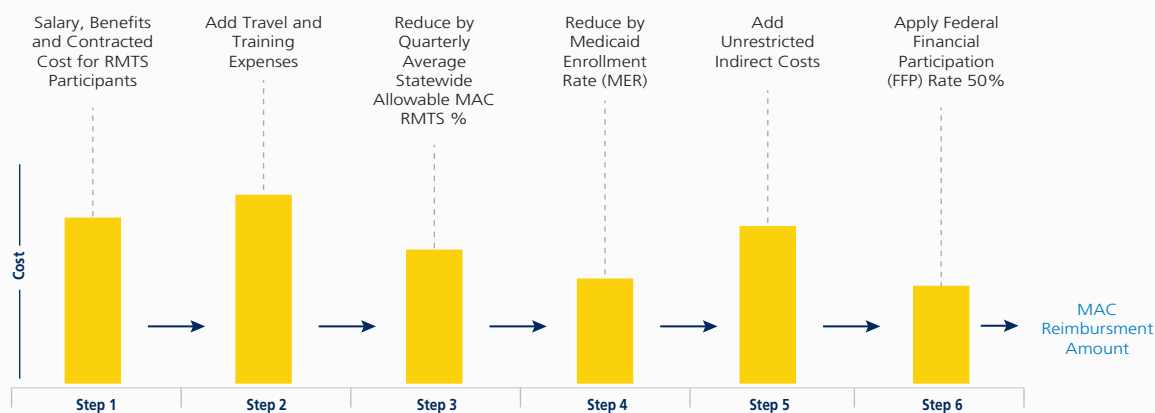 Salary, Benefits
and Contracted
Cost for RMTS
Participants
Add Travel and
Training
Expenses
Reduce by
Quarterly
Average
Statewide
Allowable MAC
RMTS %
Reduce by
Medicaid
Enrollment
Rate (MER)
Add
Unrestricted
Indirect Costs
Apply Federal
Financial
Participation
(FFP) Rate 50%
Cost
MAC
Reimbursment
Amount
Step 1
Step 2
Step 3
Step 4
Step 5
Step 6